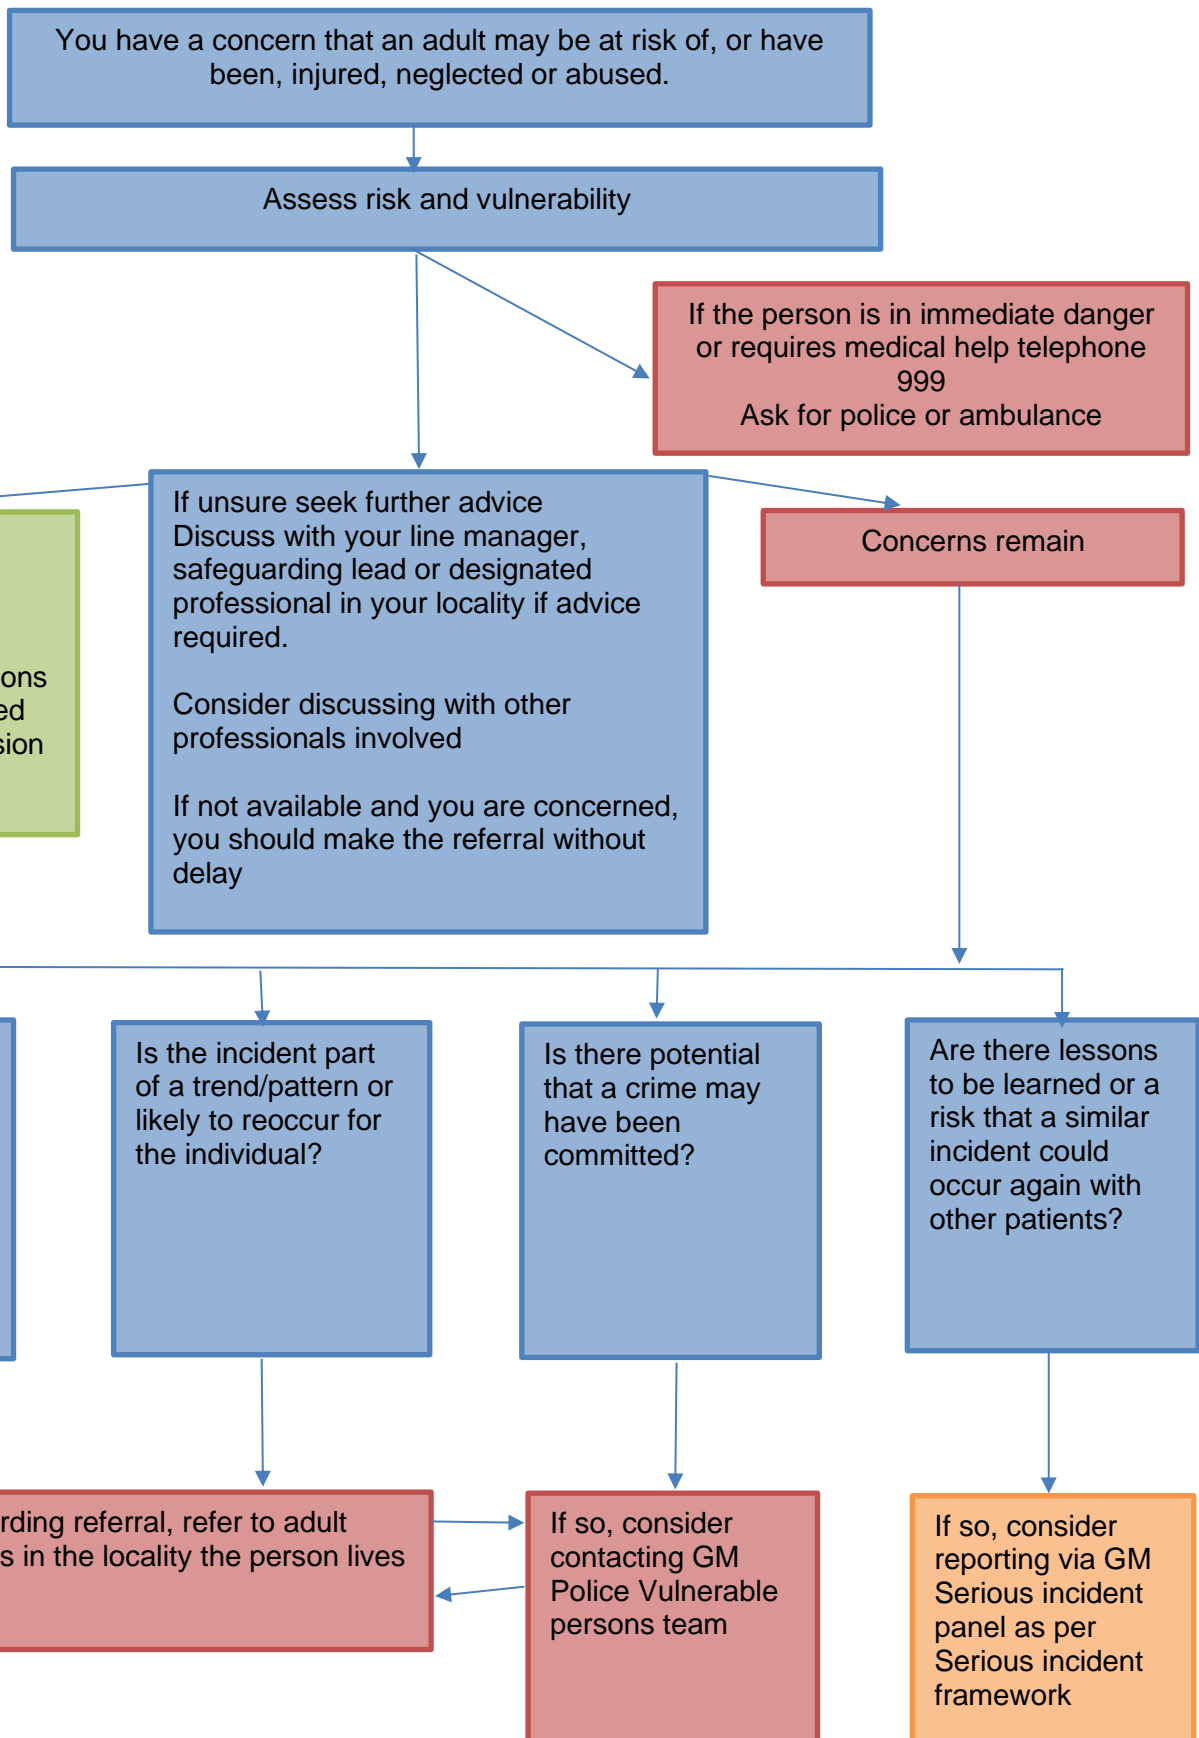 You have a concern that an adult may be at risk of, or have
been, injured, neglected or abused.
Assess risk and vulnerability
If the person is in immediate danger
or requires medical help telephone
999
Ask for police or ambulance
ons
ed
sion
If unsure seek further advice
Discuss with your line manager,
safeguarding lead or designated
professional in your locality if advice
required.
Consider discussing with other
professionals involved
If not available and you are concerned,
you should make the referral without
delay
Concerns remain
Is the incident part
of a trend/pattern or
likely to reoccur for
the individual?
Is there potential
that a crime may
have been
committed?
Are there lessons
to be learned or a
risk that a similar
incident could
occur again with
other patients?
rding referral, refer to adult
s in the locality the person lives
If so, consider
contacting GM
Police Vulnerable
persons team
If so, consider
reporting via GM
Serious incident
panel as per
Serious incident
framework